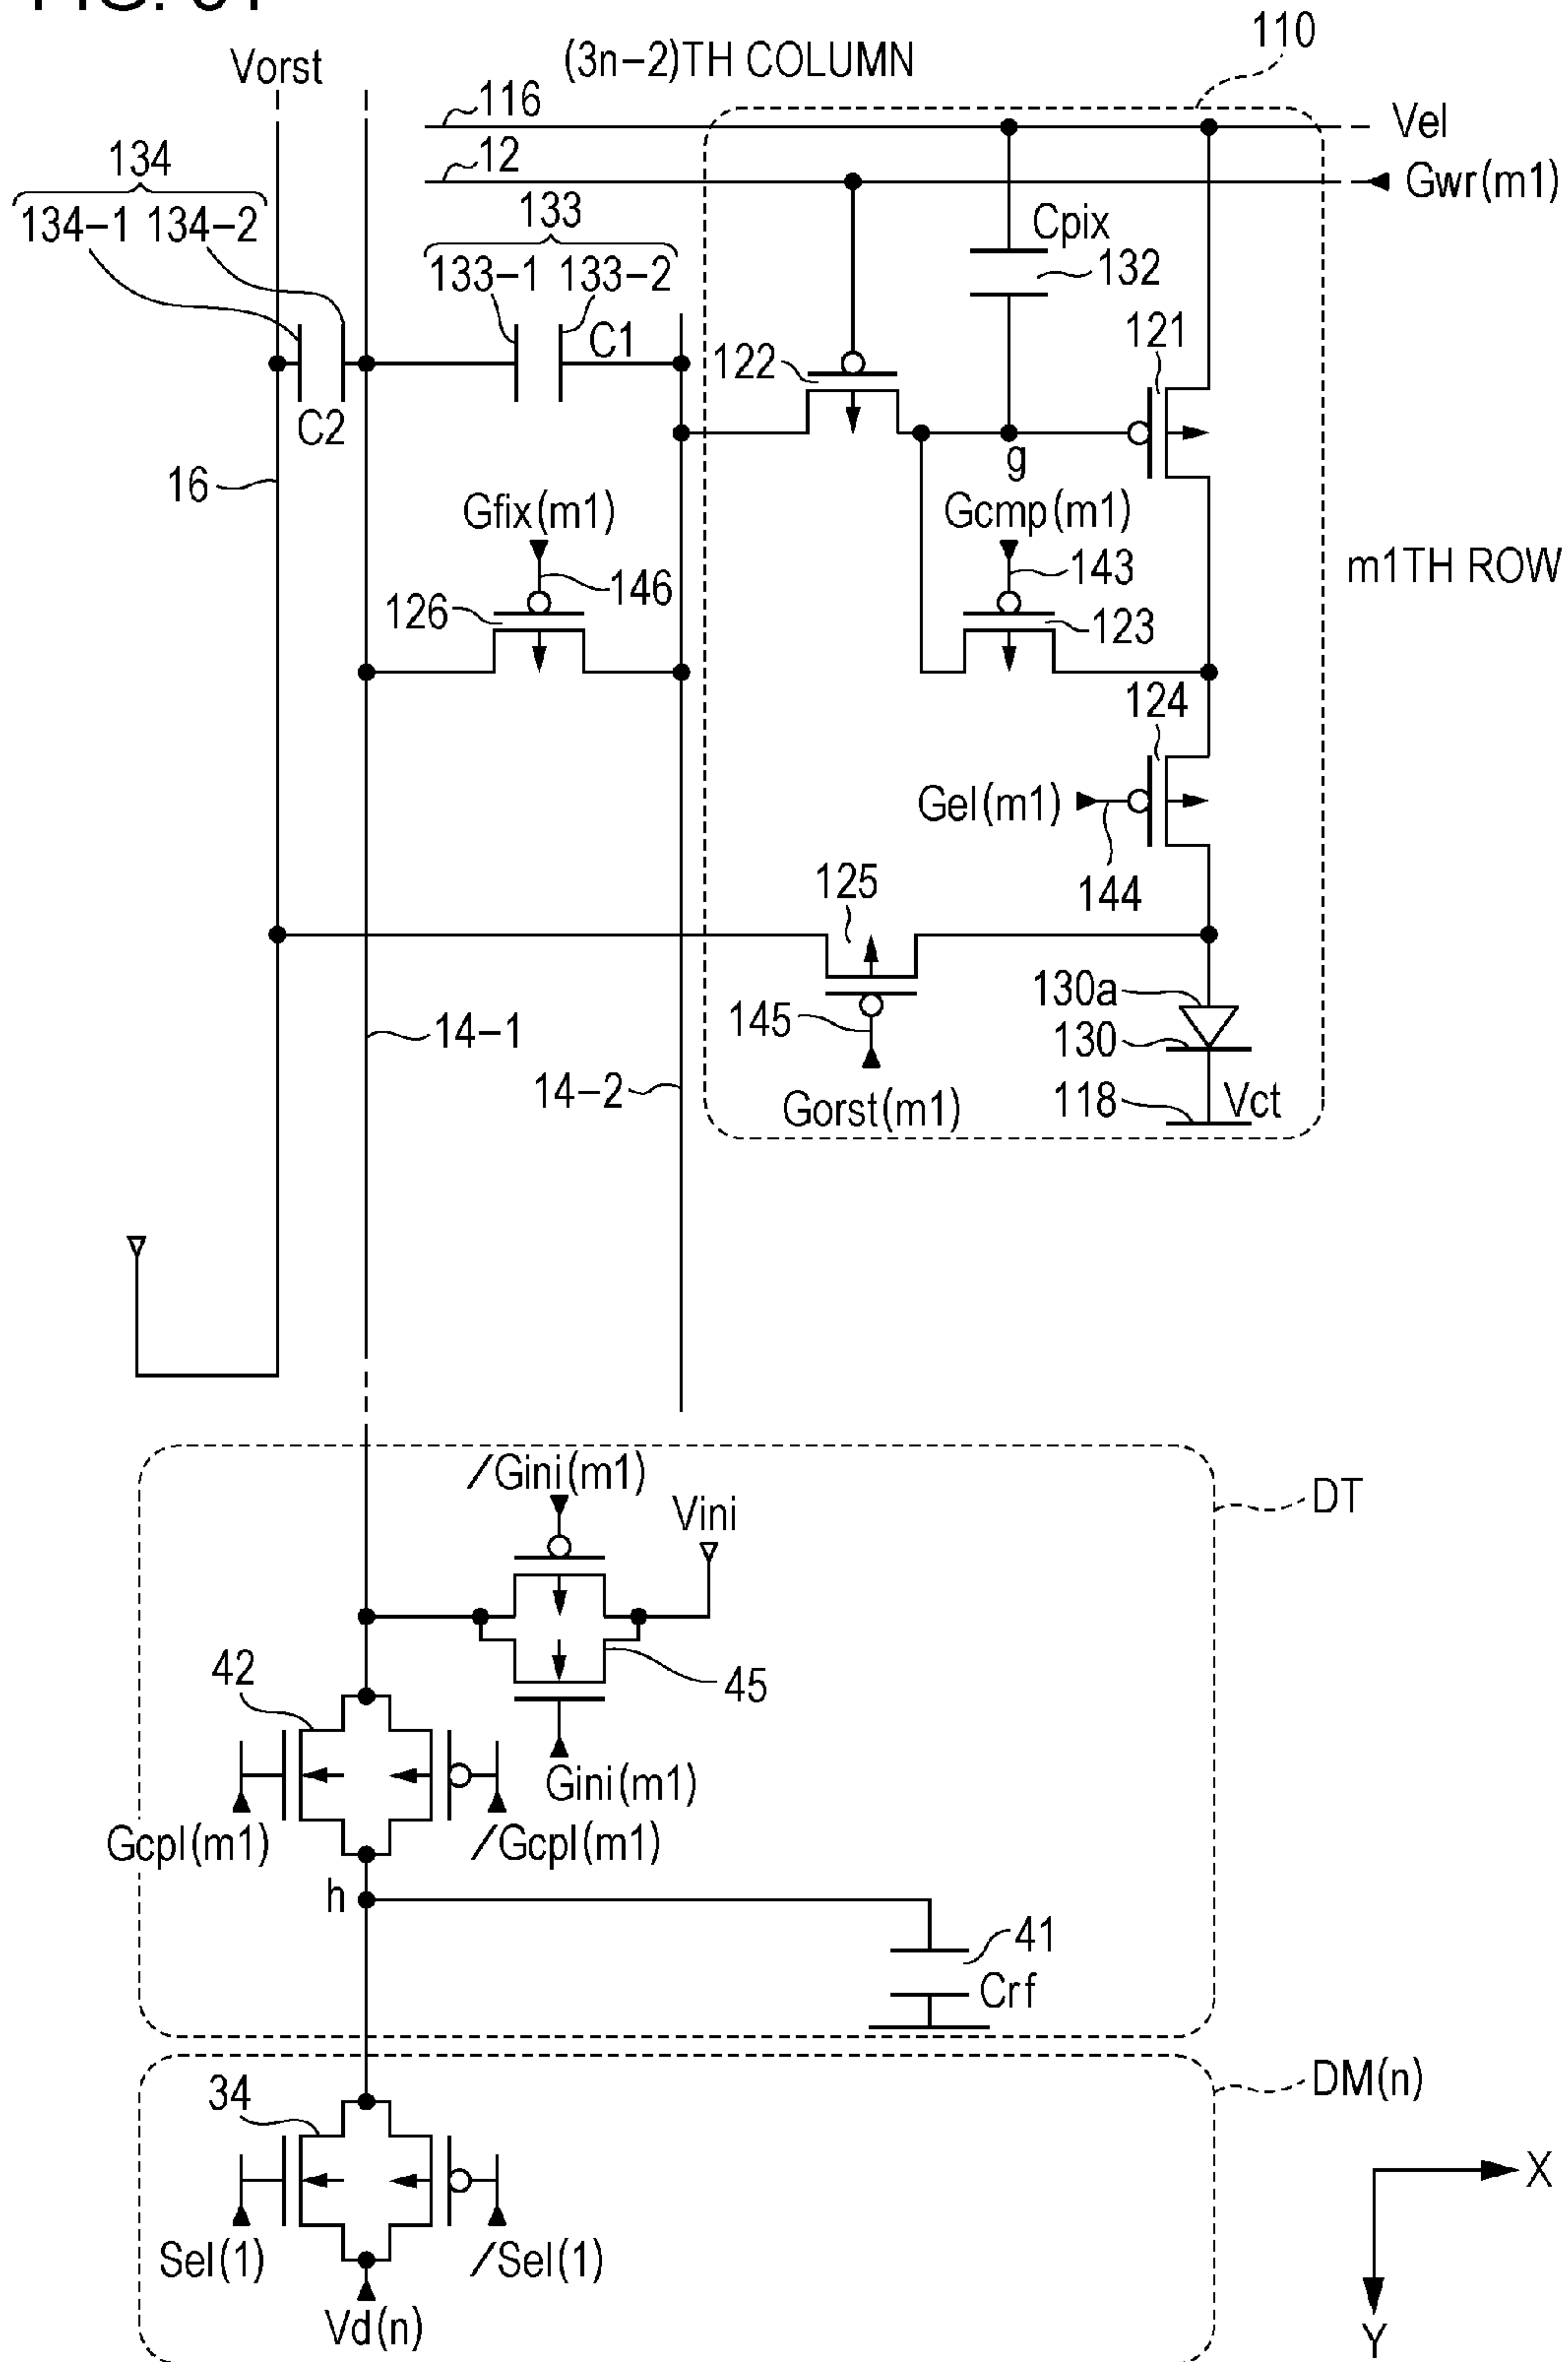 Vorst
(3n−2)TH COLUMN
110
116
Vel
12
Gwr(m1)
134
134−1 134−2
133
133−1 133−2
Cpix
132
C1
122
121
C2
g
16
Gfix(m1)
Gcmp(m1)
146
143
m1TH ROW
126
123
124
Gel(m1)
144
125
130a
145
130
14−1
14−2
118
Vct
Gorst(m1)
/Gini(m1)
DT
Vini
42
45
Gini(m1)
Gcpl(m1)
/Gcpl(m1)
h
41
Crf
34
DM(n)
X
Sel(1)
/Sel(1)
Vd(n)
Y